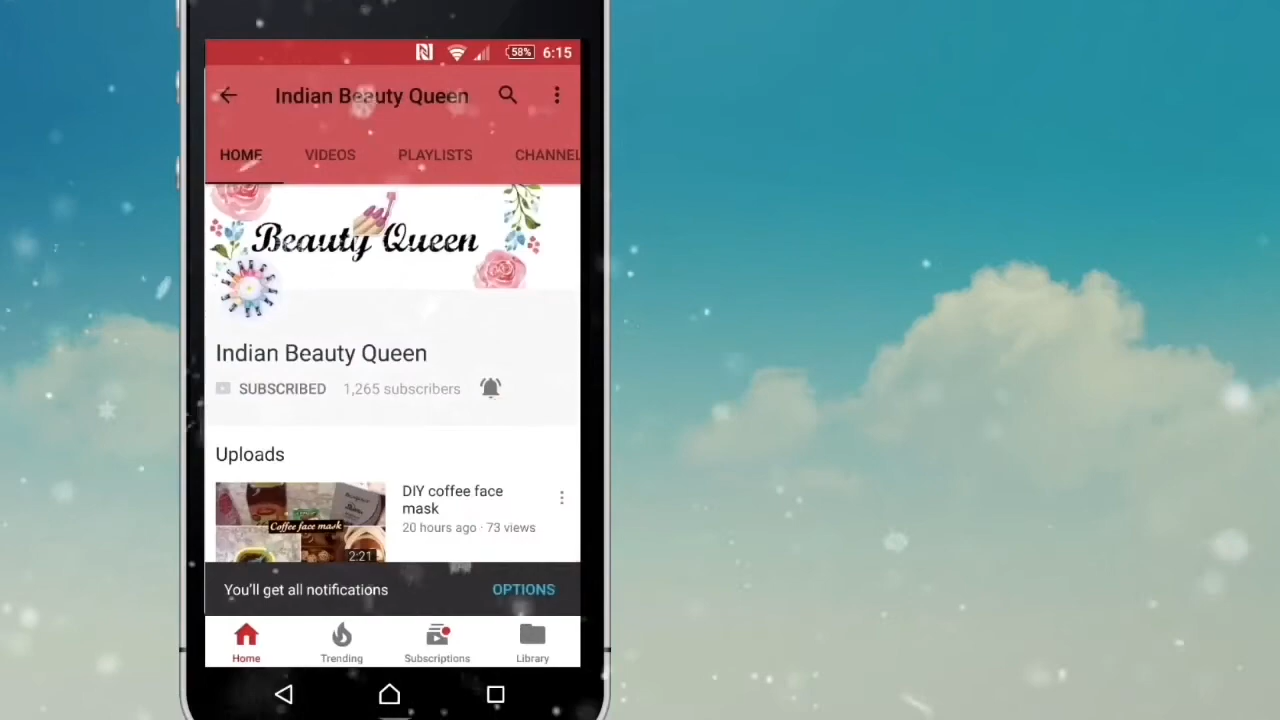 58% 6:15
Indian Beauty Queen
HOME VIDEOS PLAYLISTS CHANNEL
Beauty Queen
Indian Beauty Queen
SUBSCRIBED 1,265 subscribers
Uploads
DIY coffee face
mask
20 hours ago · 73 views
Coffee face mask
2:21
You'll get all notifications OPTIONS
Home Trending Subscriptions Library